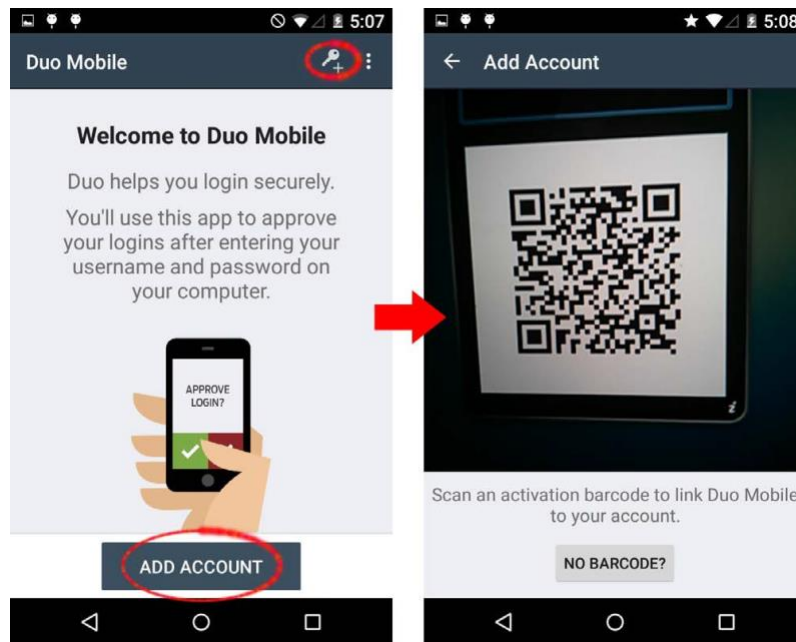 5:07
Duo Mobile
Welcome to Duo Mobile
Duo helps you login securely.
You'll use this app to approve
your logins after entering your
username and password on
your computer.
APPROVE
LOGIN?
ADD ACCOUNT
5:08
Add Account
i
Scan an activation barcode to link Duo Mobile
to your account.
NO BARCODE?